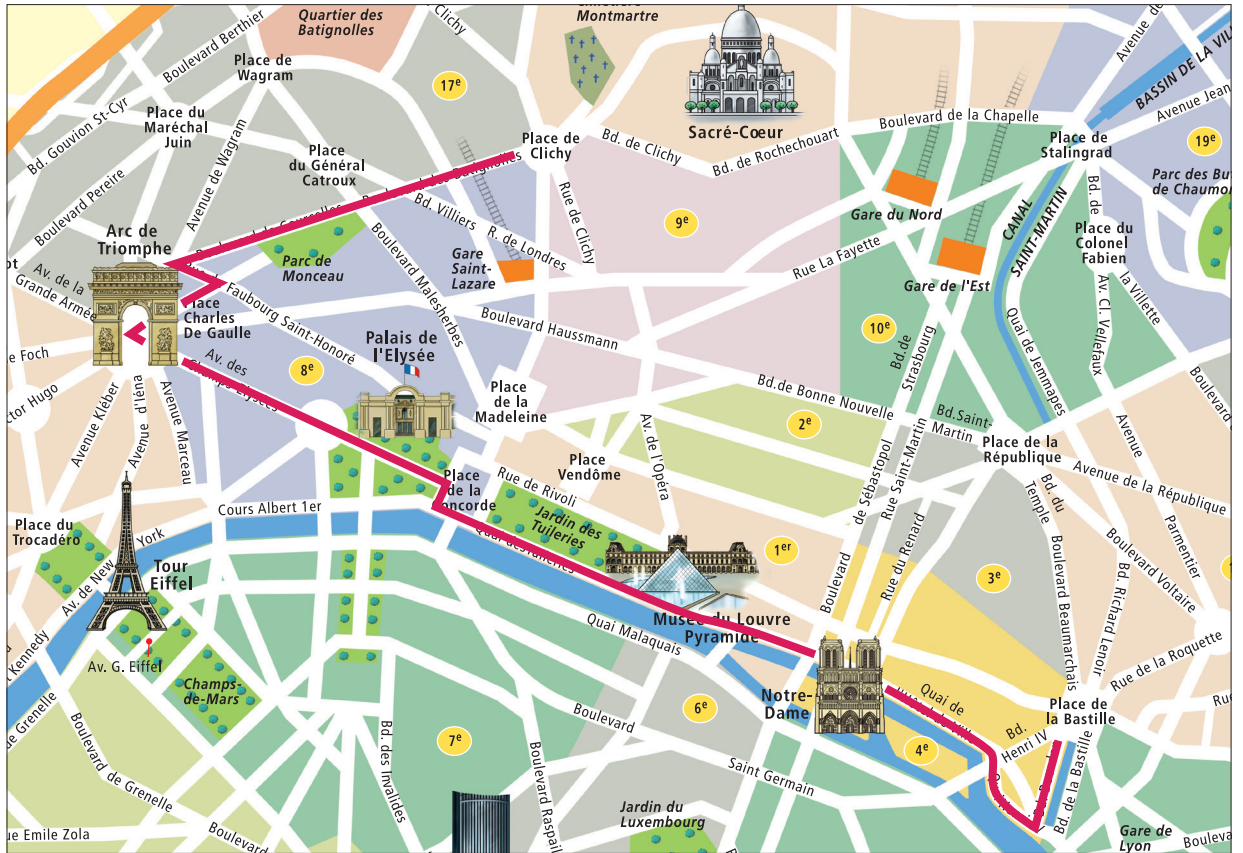 Montmartre
Quartier des
Batignolles
Clichy
Boulevard Berthier
Place de
Wagram
17e
Avenue de
BASSIN DE LA VIL
Avenue Jean
Bd. Gouvion St-Cyr
Place du
Maréchal
Juin
Avenue de Wagram
Place
du Général
Catroux
Place de
Clichy
Bd. de Clichy
Sacré-Cœur
Bd. de Rochechouart
Boulevard de la Chapelle
Place de
Stalingrad
19e
Parc des Bu
de Chaumon
Boulevard Pereire
Bd. Villiers
R. de Londres
Rue de Clichy
9e
Gare du Nord
CANAL
SAINT-MARTIN
Bd. de
la Villette
Place du
Colonel
Fabien
Arc de
Triomphe
Parc de
Monceau
Gare
Saint-
Lazare
Rue La Fayette
Gare de l'Est
Av. de la
Grande Armée
Place
Charles
De Gaulle
Faubourg Saint-Honoré
Boulevard Malesherbes
Boulevard Haussmann
10e
Bd.de
Strasbourg
Quai de Jemmapes
Av. Cl. Vellefaux
Boulevard
Palais de
l'Elysée
8e
Av. des
Champs Elysées
e Foch
ctor Hugo
Avenue Kléber
Avenue d'Iéna
Avenue Marceau
Place
de la
Madeleine
Bd.de Bonne Nouvelle
2e
Bd.Saint-
Martin
Place de la
République
Avenue
Parmentier
Avenue de la République
Place
Vendôme
Av. de l'Opéra
Place
de la
Concorde
Rue de Rivoli
Jardin des
Tuileries
Quai des Tuileries
Boulevard
de Sébastopol
Rue Saint-Martin
Rue du Renard
1er
3e
Bd. du
Temple
Boulevard Voltaire
Boulevard Beaumarchais
Bd. Richard Lenoir
Rue de la Roquette
Cours Albert 1er
Place du
Trocadéro
Av. de New York
Tour
Eiffel
t Kennedy
Av. G. Eiffel
Champs-
de-Mars
de Grenelle
Musée du Louvre
Pyramide
Quai Malaquais
6e
Notre-
Dame
Quai de
4e
Bd.
Henri IV
Place de
la Bastille
Bd. de la Bastille
Boulevard de Grenelle
ue Emile Zola
Boulevard
7e
Bd. des Invalides
Boulevard Raspail
Boulevard
Saint Germain
Jardin du
Luxembourg
Gare de
Lyon
Bouleva